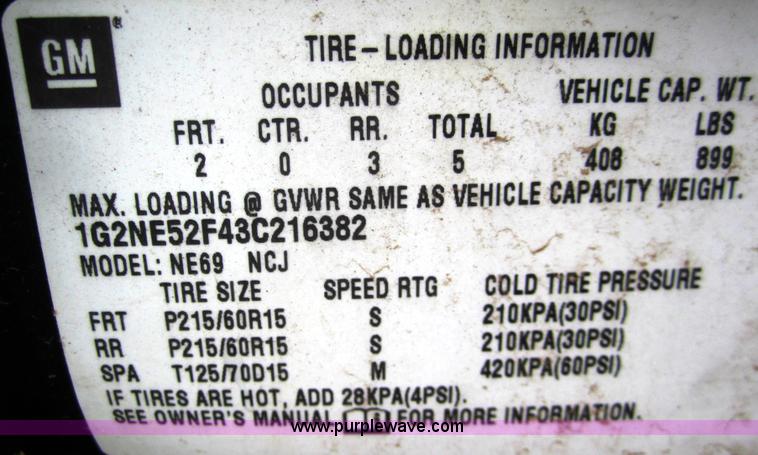 GM ®
TIRE-LOADING INFORMATION
OCCUPANTS VEHICLE CAP. WT.
FRT. CTR. RR. TOTAL KG LBS
2 0 3 5 408 899
MAX. LOADING @ GVWR SAME AS VEHICLE CAPACITY WEIGHT.
1G2NE52F43C216382
MODEL: NE69 NCJ
TIRE SIZE SPEED RTG COLD TIRE PRESSURE
FRT P215/60R15 S 210KPA(30PSI)
RR P215/60R15 S 210KPA(30PSI)
SPA T125/70D15 M 420KPA(60PSI)
IF TIRES ARE HOT, ADD 28KPA(4PSI).
SEE OWNER'S MANUAL FOR MORE INFORMATION.
www.purplewave.com